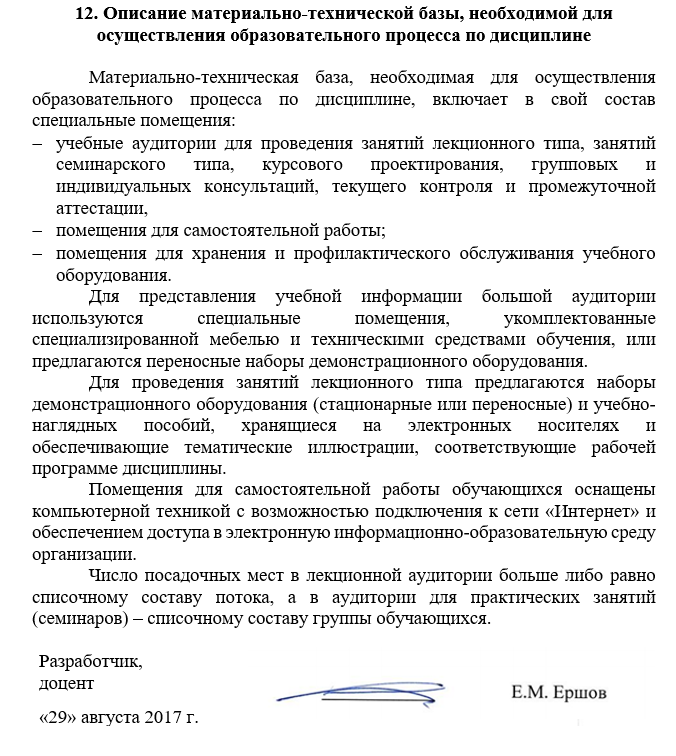 12. Описание материально-технической базы, необходимой для
осуществления образовательного процесса по дисциплине
Материально-техническая база, необходимая для осуществления
образовательного процесса по дисциплине, включает в свой состав
специальные помещения:
– учебные аудитории для проведения занятий лекционного типа, занятий
семинарского типа, курсового проектирования, групповых и
индивидуальных консультаций, текущего контроля и промежуточной
аттестации,
– помещения для самостоятельной работы;
– помещения для хранения и профилактического обслуживания учебного
оборудования.
Для представления учебной информации большой аудитории
используются специальные помещения, укомплектованные
специализированной мебелью и техническими средствами обучения, или
предлагаются переносные наборы демонстрационного оборудования.
Для проведения занятий лекционного типа предлагаются наборы
демонстрационного оборудования (стационарные или переносные) и учебно-
наглядных пособий, хранящиеся на электронных носителях и
обеспечивающие тематические иллюстрации, соответствующие рабочей
программе дисциплины.
Помещения для самостоятельной работы обучающихся оснащены
компьютерной техникой с возможностью подключения к сети «Интернет» и
обеспечением доступа в электронную информационно-образовательную среду
организации.
Число посадочных мест в лекционной аудитории больше либо равно
списочному составу потока, а в аудитории для практических занятий
(семинаров) – списочному составу группы обучающихся.
Разработчик,
доцент
Е.М. Ершов
«29» августа 2017 г.